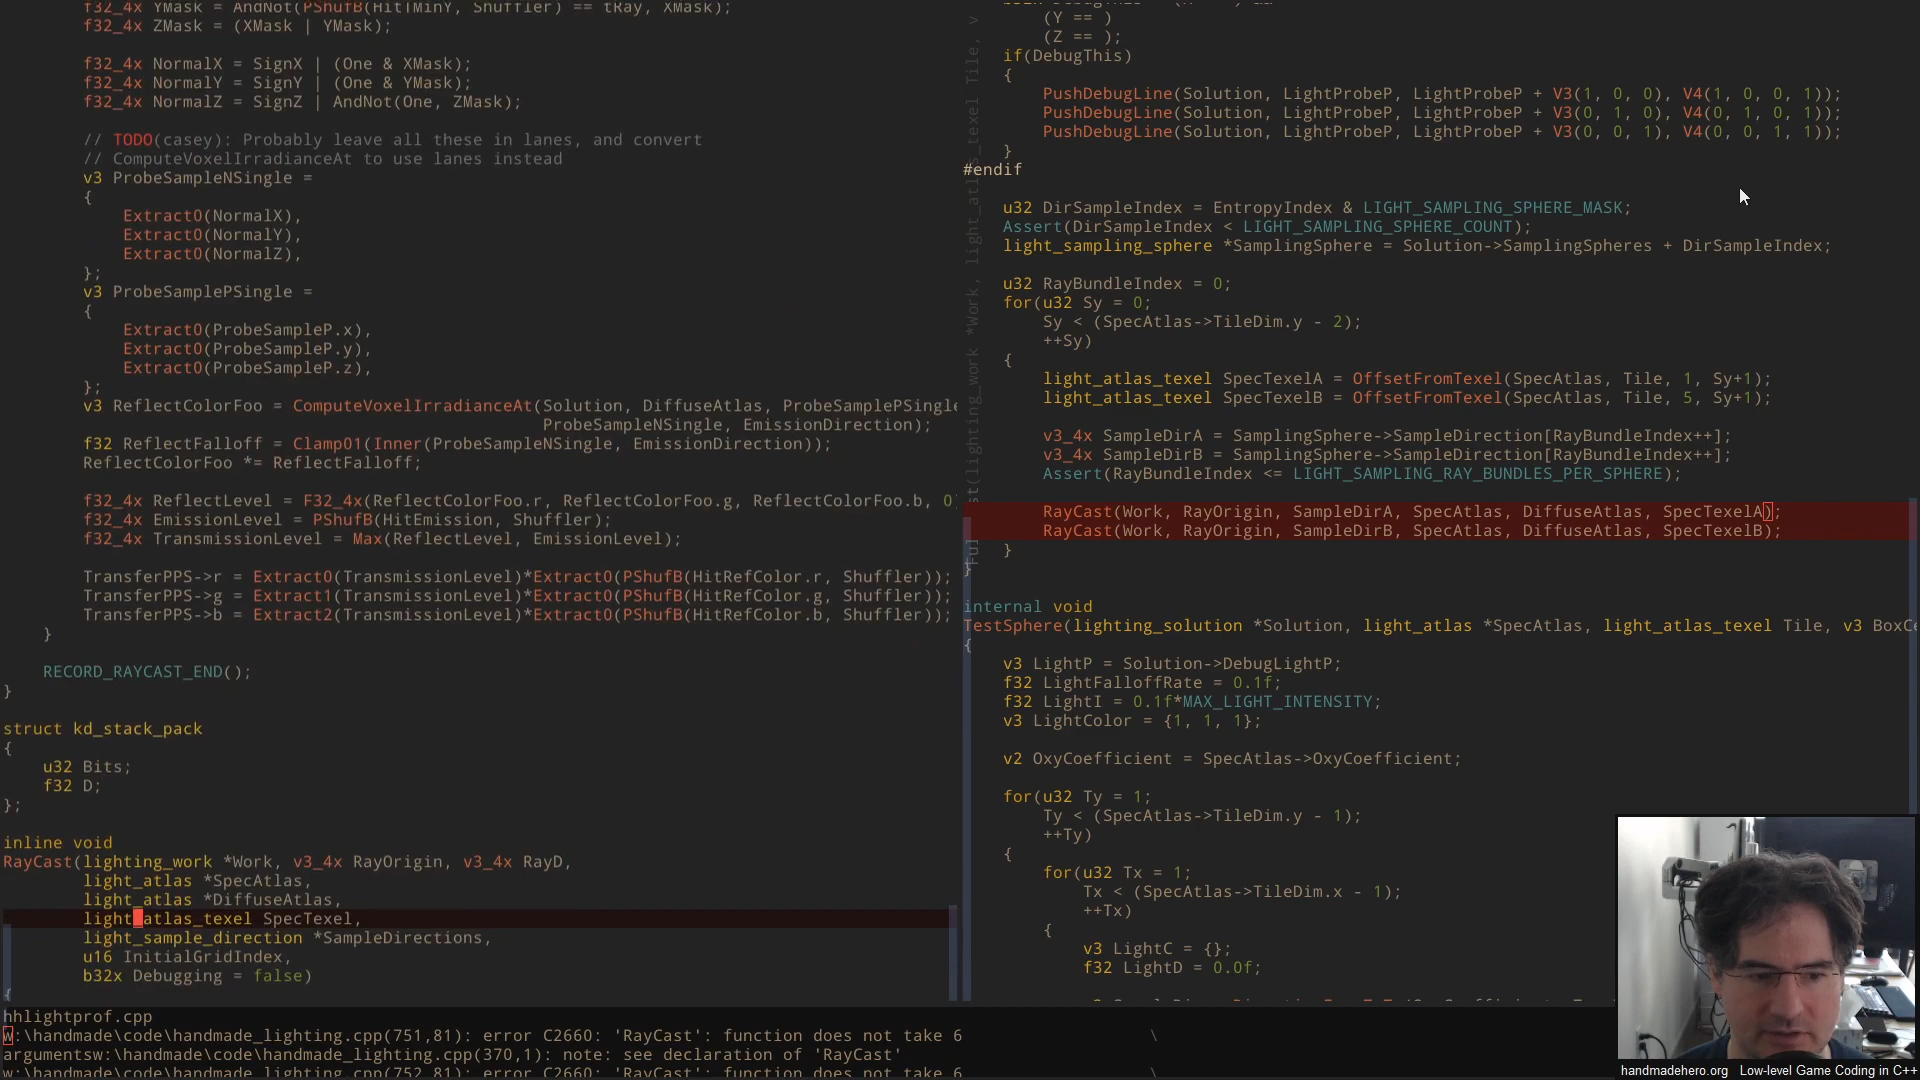 f32_4x YMask = AndNot(PShufB(HitTMinY, Shuffler) == tRay, XMask);
f32_4x ZMask = (XMask | YMask);
f32_4x NormalX = SignX | (One & XMask);
f32_4x NormalY = SignY | (One & YMask);
f32_4x NormalZ = SignZ | AndNot(One, ZMask);
// TODO(casey): Probably leave all these in lanes, and convert
// ComputeVoxelIrradianceAt to use lanes instead
v3 ProbeSampleNSingle =
{
Extract0(NormalX),
Extract0(NormalY),
Extract0(NormalZ),
};
v3 ProbeSamplePSingle =
{
Extract0(ProbeSampleP.x),
Extract0(ProbeSampleP.y),
Extract0(ProbeSampleP.z),
};
v3 ReflectColorFoo = ComputeVoxelIrradianceAt(Solution, DiffuseAtlas, ProbeSamplePSingle
ProbeSampleNSingle, EmissionDirection);
f32 ReflectFalloff = Clamp01(Inner(ProbeSampleNSingle, EmissionDirection));
ReflectColorFoo *= ReflectFalloff;
f32_4x ReflectLevel = F32_4x(ReflectColorFoo.r, ReflectColorFoo.g, ReflectColorFoo.b, 0)
f32_4x EmissionLevel = PShufB(HitEmission, Shuffler);
f32_4x TransmissionLevel = Max(ReflectLevel, EmissionLevel);
TransferPPS->r = Extract0(TransmissionLevel)*Extract0(PShufB(HitRefColor.r, Shuffler));
TransferPPS->g = Extract1(TransmissionLevel)*Extract0(PShufB(HitRefColor.g, Shuffler));
TransferPPS->b = Extract2(TransmissionLevel)*Extract0(PShufB(HitRefColor.b, Shuffler));
}
RECORD_RAYCAST_END();
}
struct kd_stack_pack
{
u32 Bits;
f32 D;
};
inline void
RayCast(lighting_work *Work, v3_4x RayOrigin, v3_4x RayD,
light_atlas *SpecAtlas,
light_atlas *DiffuseAtlas,
light_atlas_texel SpecTexel,
light_sample_direction *SampleDirections,
u16 InitialGridIndex,
b32x Debugging = false)
{
(Y == )
(Z == );
if(DebugThis)
{
PushDebugLine(Solution, LightProbeP, LightProbeP + V3(1, 0, 0), V4(1, 0, 0, 1));
PushDebugLine(Solution, LightProbeP, LightProbeP + V3(0, 1, 0), V4(0, 1, 0, 1));
PushDebugLine(Solution, LightProbeP, LightProbeP + V3(0, 0, 1), V4(0, 0, 1, 1));
}
#endif
u32 DirSampleIndex = EntropyIndex & LIGHT_SAMPLING_SPHERE_MASK;
Assert(DirSampleIndex < LIGHT_SAMPLING_SPHERE_COUNT);
light_sampling_sphere *SamplingSphere = Solution->SamplingSpheres + DirSampleIndex;
u32 RayBundleIndex = 0;
for(u32 Sy = 0;
Sy < (SpecAtlas->TileDim.y - 2);
++Sy)
{
light_atlas_texel SpecTexelA = OffsetFromTexel(SpecAtlas, Tile, 1, Sy+1);
light_atlas_texel SpecTexelB = OffsetFromTexel(SpecAtlas, Tile, 5, Sy+1);
v3_4x SampleDirA = SamplingSphere->SampleDirection[RayBundleIndex++];
v3_4x SampleDirB = SamplingSphere->SampleDirection[RayBundleIndex++];
Assert(RayBundleIndex <= LIGHT_SAMPLING_RAY_BUNDLES_PER_SPHERE);
RayCast(Work, RayOrigin, SampleDirA, SpecAtlas, DiffuseAtlas, SpecTexelA);
RayCast(Work, RayOrigin, SampleDirB, SpecAtlas, DiffuseAtlas, SpecTexelB);
}
}
internal void
TestSphere(lighting_solution *Solution, light_atlas *SpecAtlas, light_atlas_texel Tile, v3 BoxCe
{
v3 LightP = Solution->DebugLightP;
f32 LightFalloffRate = 0.1f;
f32 LightI = 0.1f*MAX_LIGHT_INTENSITY;
v3 LightColor = {1, 1, 1};
v2 OxyCoefficient = SpecAtlas->OxyCoefficient;
for(u32 Ty = 1;
Ty < (SpecAtlas->TileDim.y - 1);
++Ty)
{
for(u32 Tx = 1;
Tx < (SpecAtlas->TileDim.x - 1);
++Tx)
{
v3 LightC = {};
f32 LightD = 0.0f;
hhlightprof.cpp
w:\handmade\code\handmade_lighting.cpp(751,81): error C2660: 'RayCast': function does not take 6 \
argumentsw:\handmade\code\handmade_lighting.cpp(370,1): note: see declaration of 'RayCast'
w:\handmade\code\handmade_lighting.cpp(752,81): error C2660: 'RayCast': function does not take 6 \
handmadehero.org Low-level Game Coding in C++